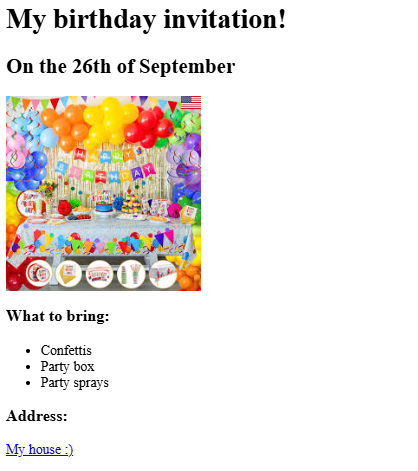 My birthday invitation!
On the 26th of September
HAPPY
BIRTHDAY
What to bring:
Confettis
Party box
Party sprays
Address:
My house :)